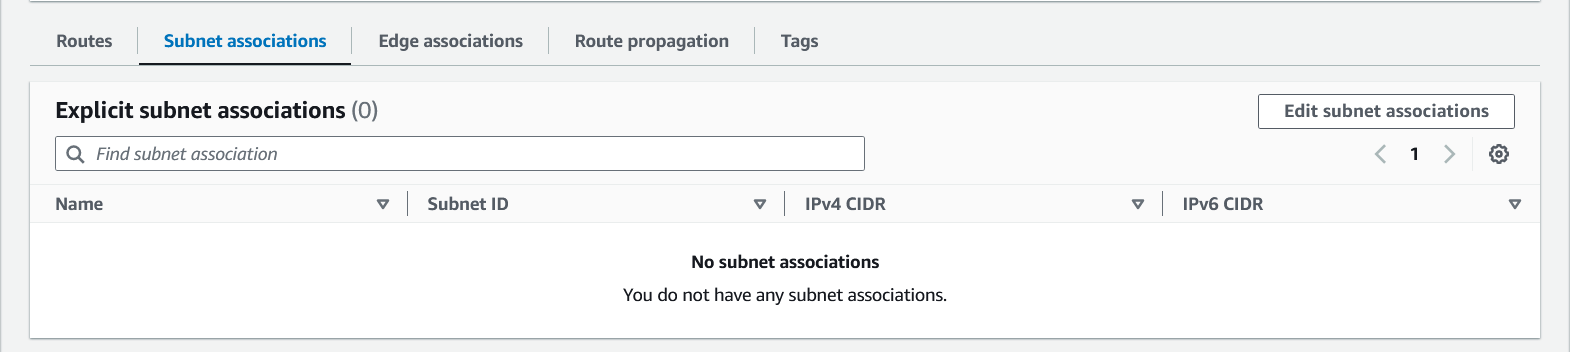 Routes
Subnet associations
Edge associations
Route propagation
Tags
Explicit subnet associations (0)
Edit subnet associations
Find subnet association
1
Name
Subnet ID
IPv4 CIDR
IPv6 CIDR
No subnet associations
You do not have any subnet associations.